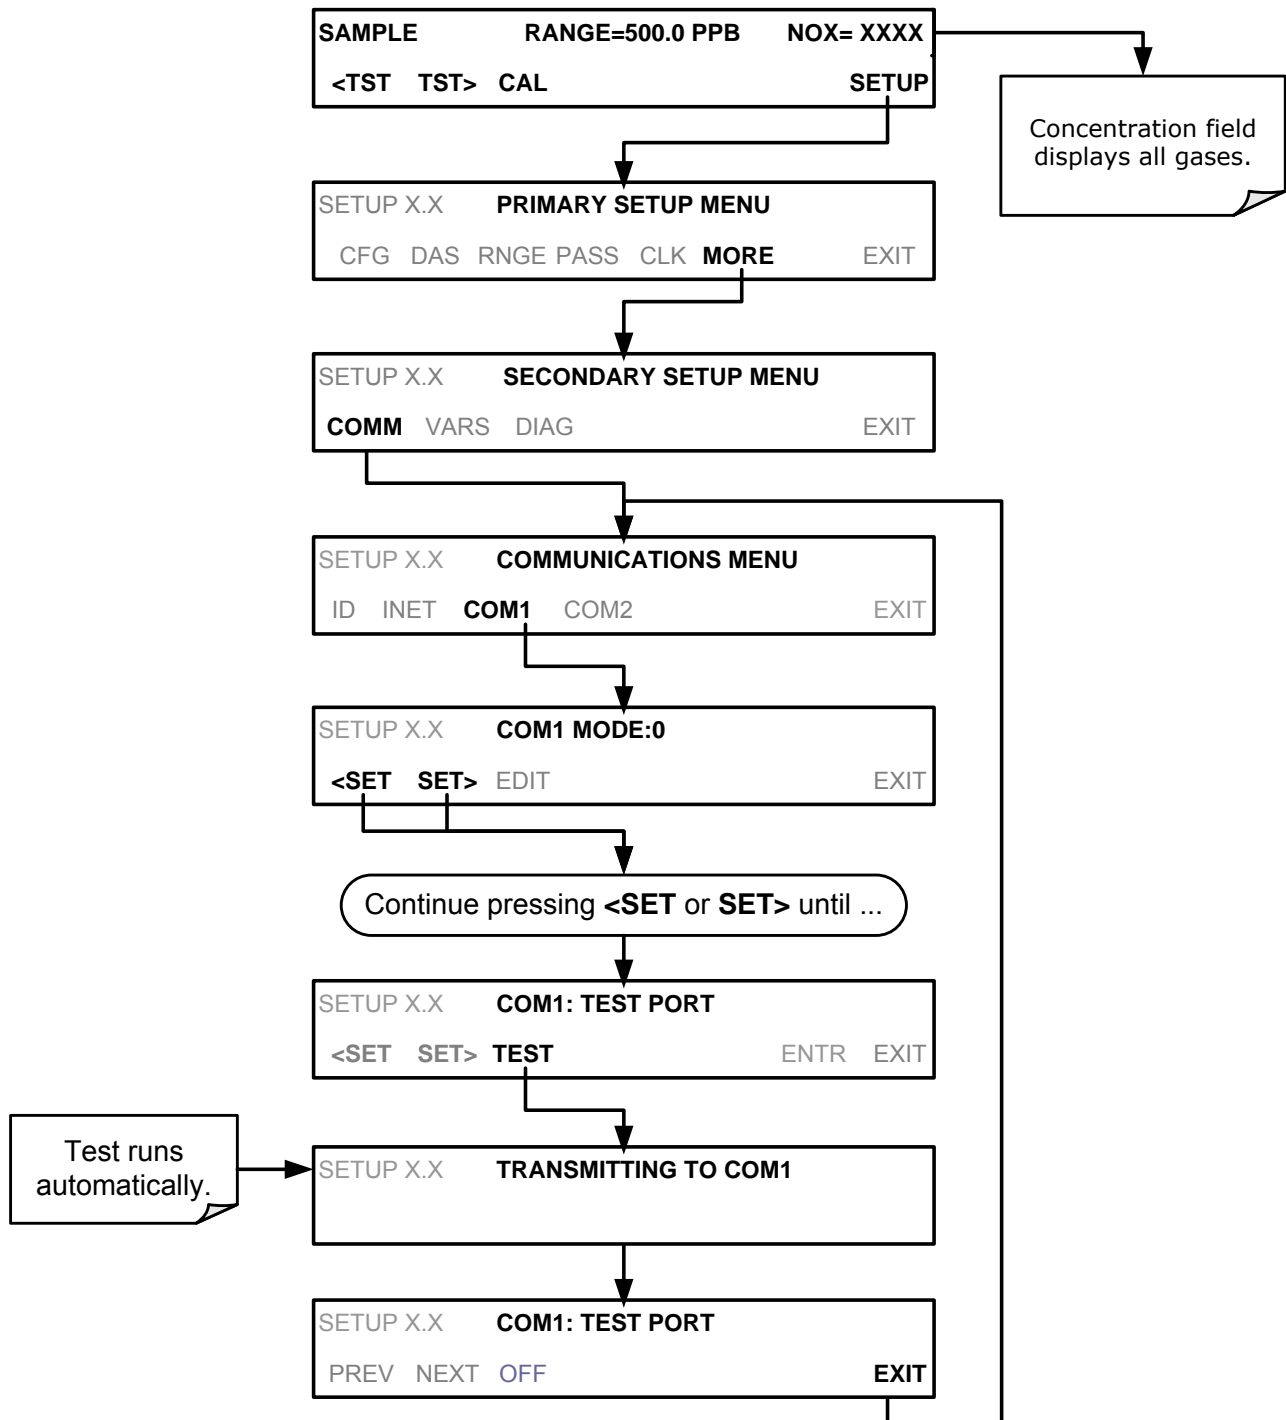 SAMPLE RANGE=500.0 PPB NOX= XXXX
<TST TST> CAL SETUP
Concentration field
displays all gases.
SETUP X.X PRIMARY SETUP MENU
CFG DAS RNGE PASS CLK MORE EXIT
SETUP X.X SECONDARY SETUP MENU
COMM VARS DIAG EXIT
SETUP X.X COMMUNICATIONS MENU
ID INET COM1 COM2 EXIT
SETUP X.X COM1 MODE:0
<SET SET> EDIT EXIT
Continue pressing <SET or SET> until ...
SETUP X.X COM1: TEST PORT
<SET SET> TEST ENTR EXIT
Test runs
automatically.
SETUP X.X TRANSMITTING TO COM1
SETUP X.X COM1: TEST PORT
PREV NEXT OFF EXIT